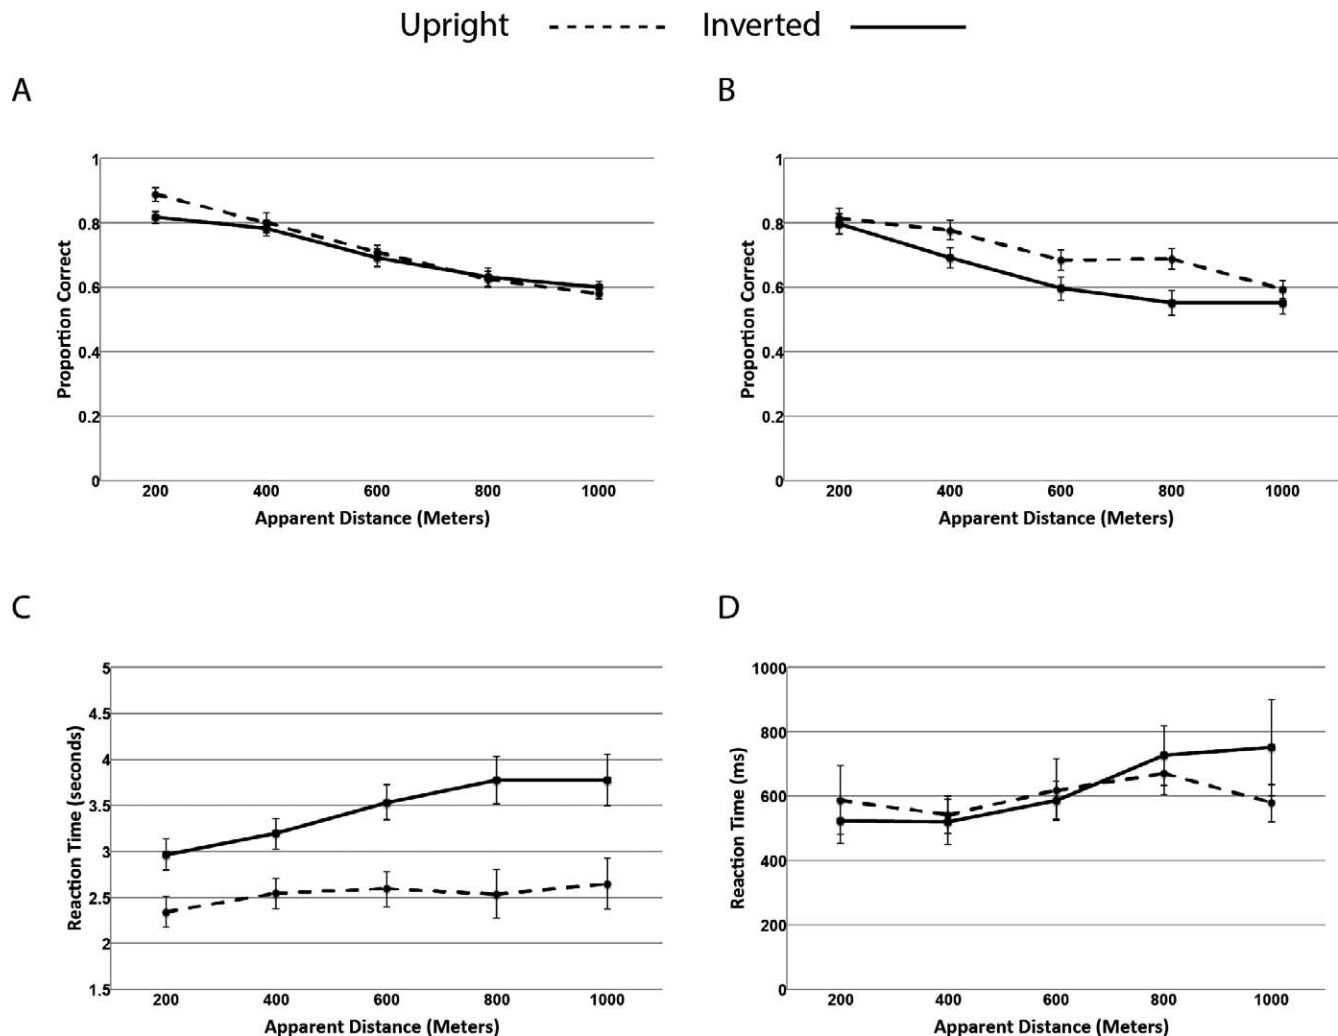 Upright Inverted
A
B
1
0.8
0.6
0.4
0.2
0
Proportion Correct
200 400 600 800 1000
Apparent Distance (Meters)
1
0.8
0.6
0.4
0.2
0
Proportion Correct
200 400 600 800 1000
Apparent Distance (Meters)
C
D
5
4.5
4
3.5
3
2.5
2
1.5
Reaction Time (seconds)
200 400 600 800 1000
Apparent Distance (Meters)
1000
800
600
400
200
0
Reaction Time (ms)
200 400 600 800 1000
Apparent Distance (Meters)